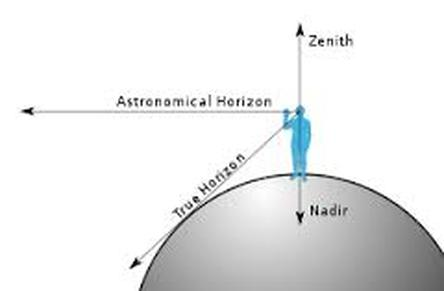 Zenith
Astronomical Horizon
True Horizon
Nadir